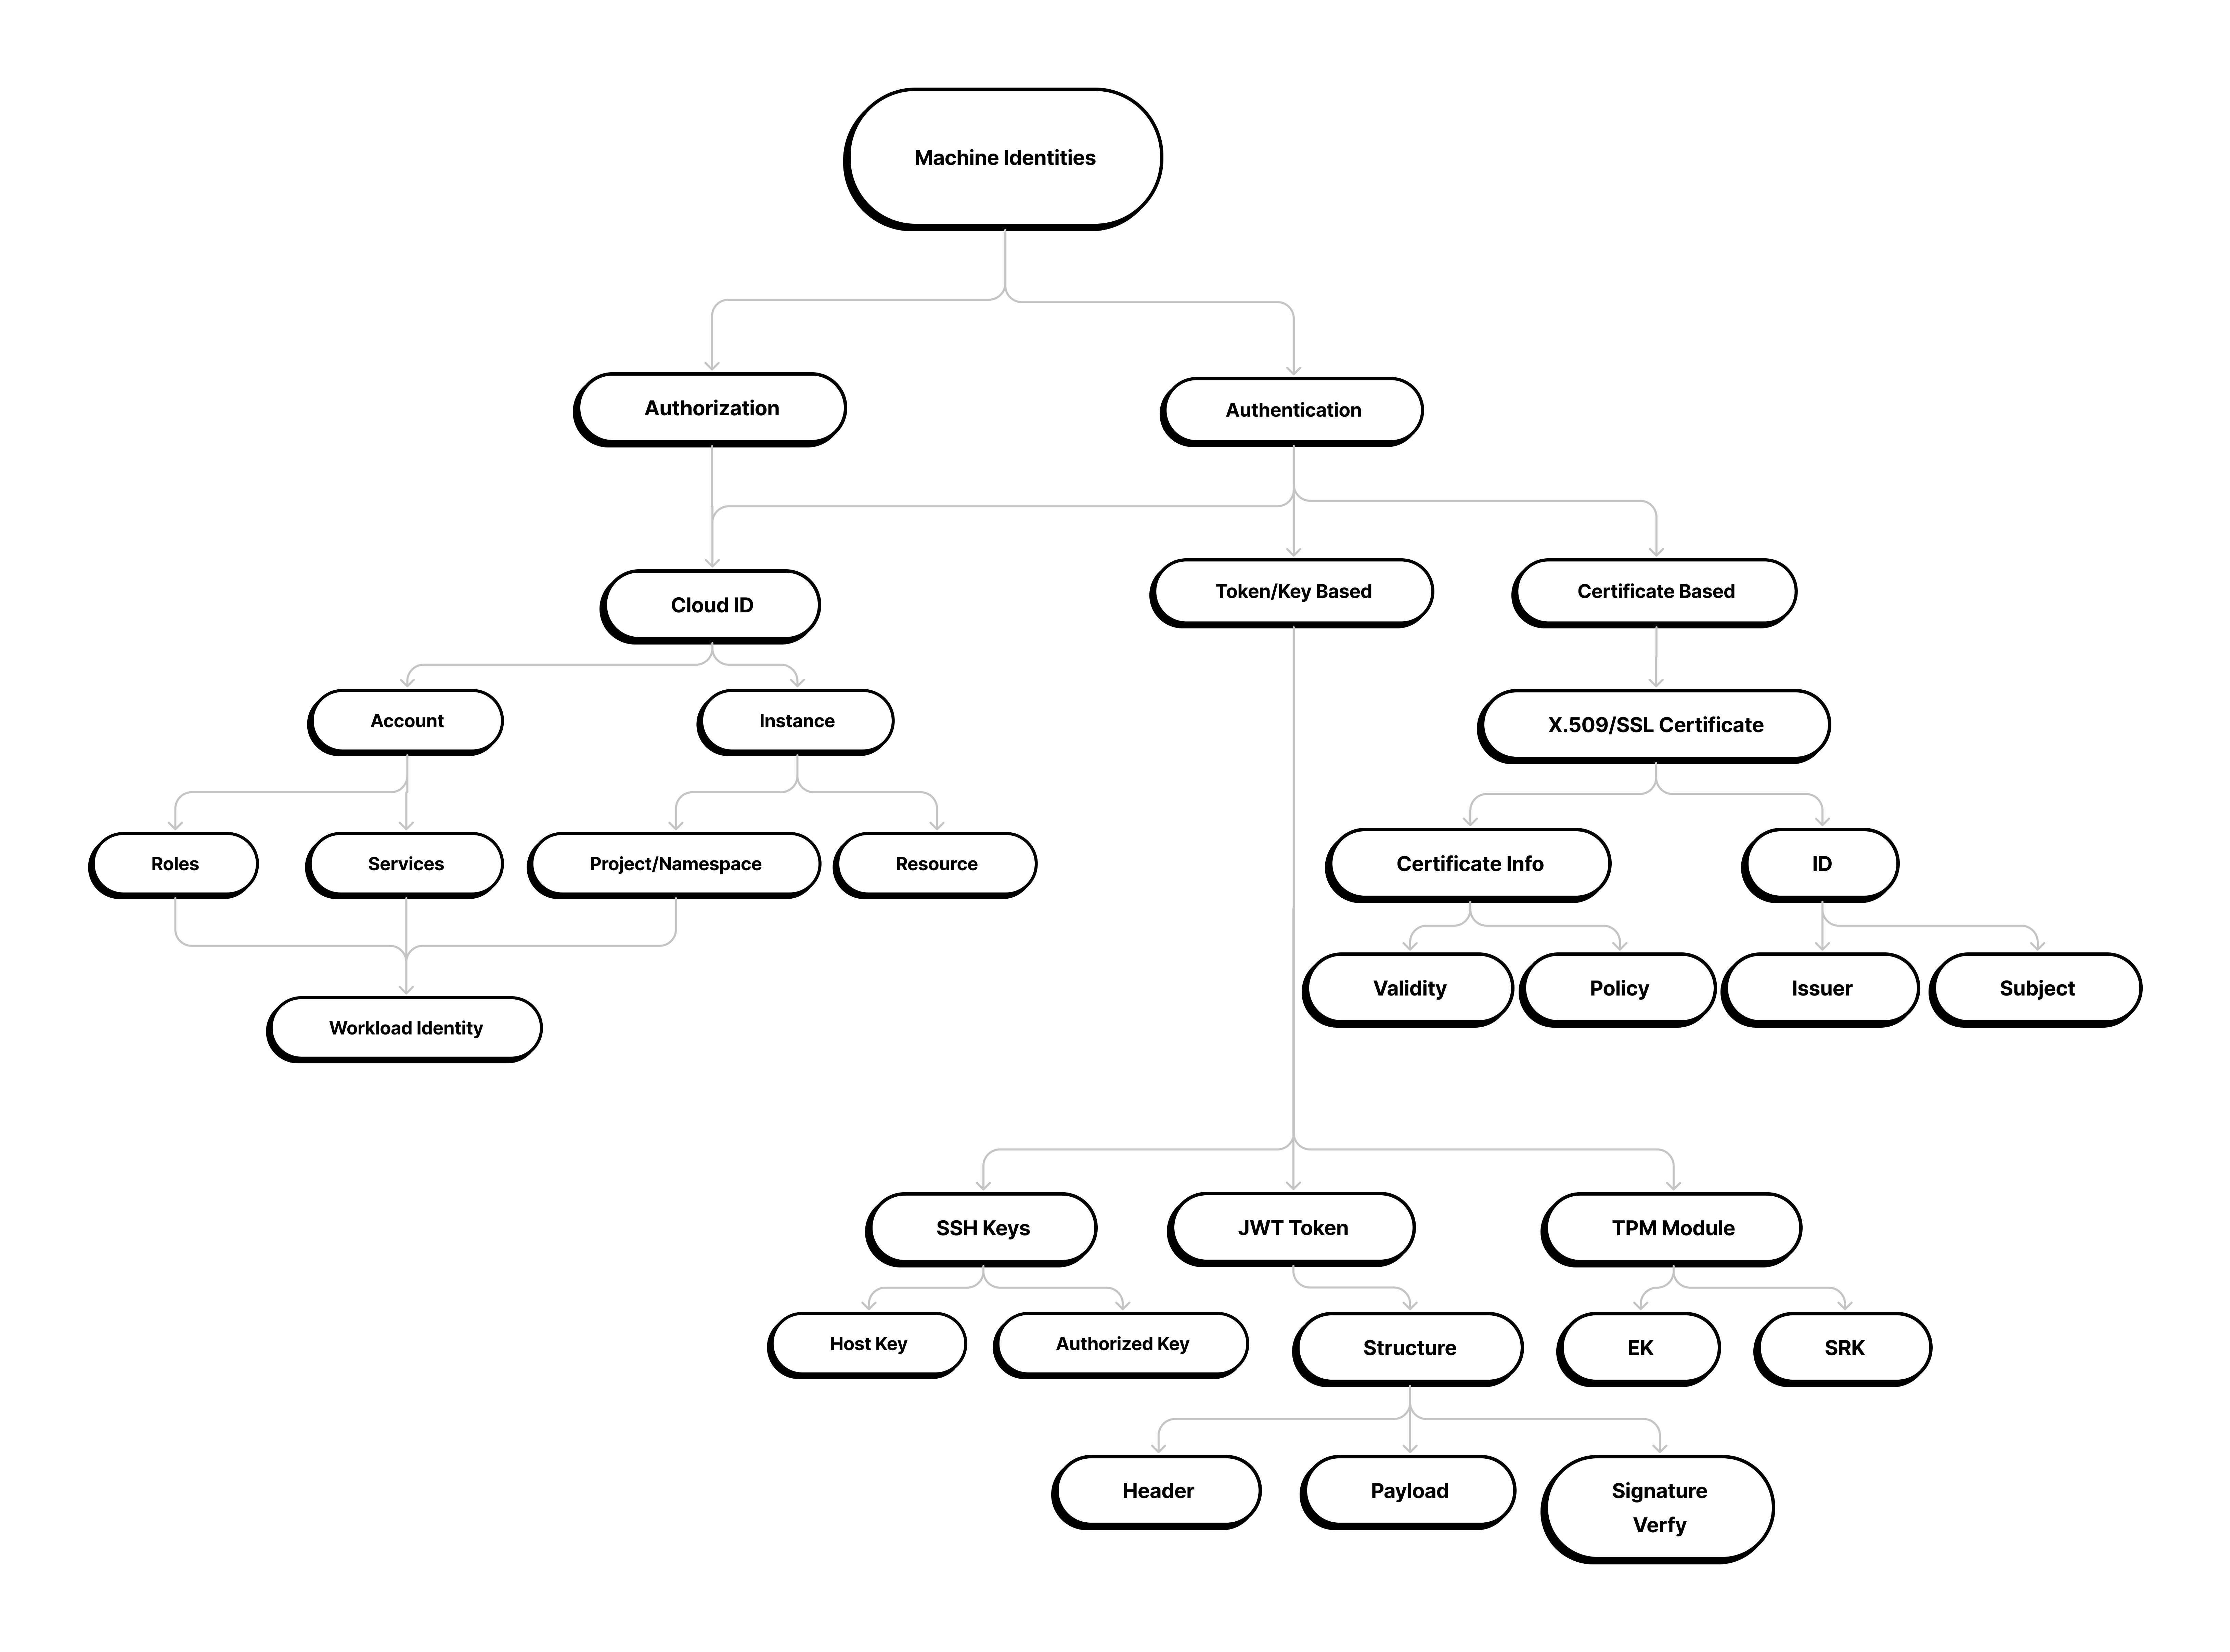 Machine Identities
Authorization
Authentication
Cloud ID
Token/Key Based
Certificate Based
Account
Instance
X.509/SSL Certificate
Roles
Services
Project/Namespace
Resource
Certificate Info
ID
Validity
Policy
Issuer
Subject
Workload Identity
SSH Keys
JWT Token
TPM Module
Host Key
Authorized Key
Structure
EK
SRK
Header
Payload
Signature
Verfy